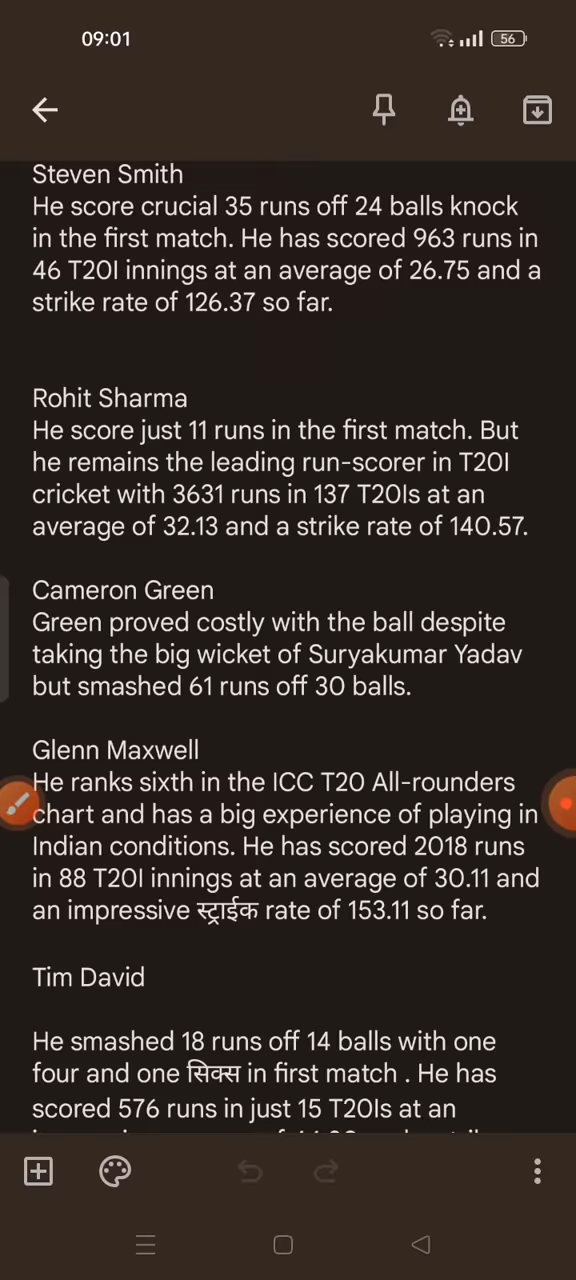 09:01
56
Steven Smith
He score crucial 35 runs off 24 balls knock
in the first match. He has scored 963 runs in
46 T20I innings at an average of 26.75 and a
strike rate of 126.37 so far.
Rohit Sharma
He score just 11 runs in the first match. But
he remains the leading run-scorer in T20I
cricket with 3631 runs in 137 T20Is at an
average of 32.13 and a strike rate of 140.57.
Cameron Green
Green proved costly with the ball despite
taking the big wicket of Suryakumar Yadav
but smashed 61 runs off 30 balls.
Glenn Maxwell
He ranks sixth in the ICC T20 All-rounders
chart and has a big experience of playing in
Indian conditions. He has scored 2018 runs
in 88 T20I innings at an average of 30.11 and
an impressive स्ट्राईक rate of 153.11 so far.
Tim David
He smashed 18 runs off 14 balls with one
four and one सिक्स in first match . He has
scored 576 runs in just 15 T20Is at an